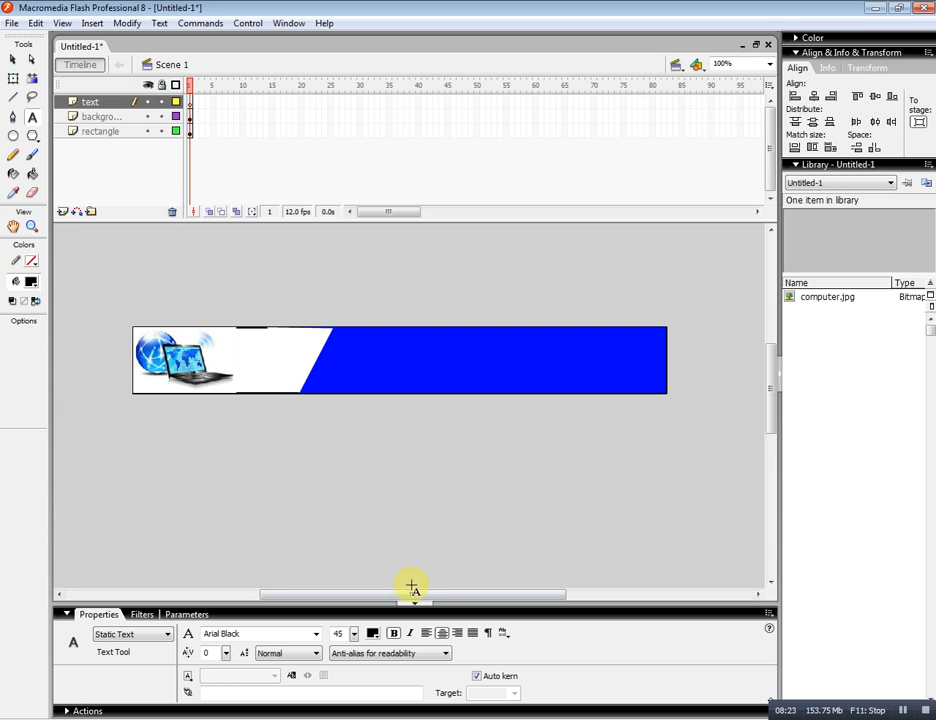 Macromedia Flash Professional 8 - [Untitled-1*]
File Edit View Insert Modify Text Commands Control Window Help
Tools
Untitled-1*
Color
Align & Info & Transform
Timeline
Scene 1
100%
Align Info Transform
Align:
1 5 10 15 20 25 30 35 40 45 50 55 60 65 70 75 80 85 90 95
text
backgro...
rectangle
To stage:
Distribute:
Match size: Space:
Library - Untitled-1
Untitled-1
One item in library
1 12.0 fps 0.0s
View
Colors
Options
Name Type
computer.jpg Bitmap
A
Properties Filters Parameters
A Static Text A Arial Black 45 B I
Text Tool
A/V 0 Normal Anti-alias for readability
Auto kern
Target:
Actions
08:23 153.75 Mb F11: Stop